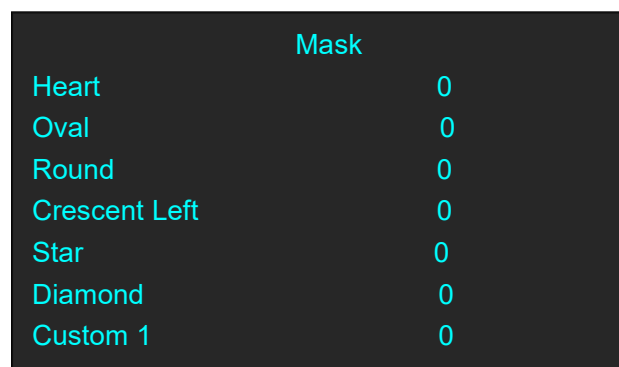 Mask
Heart 0
Oval 0
Round 0
Crescent Left 0
Star 0
Diamond 0
Custom 1 0